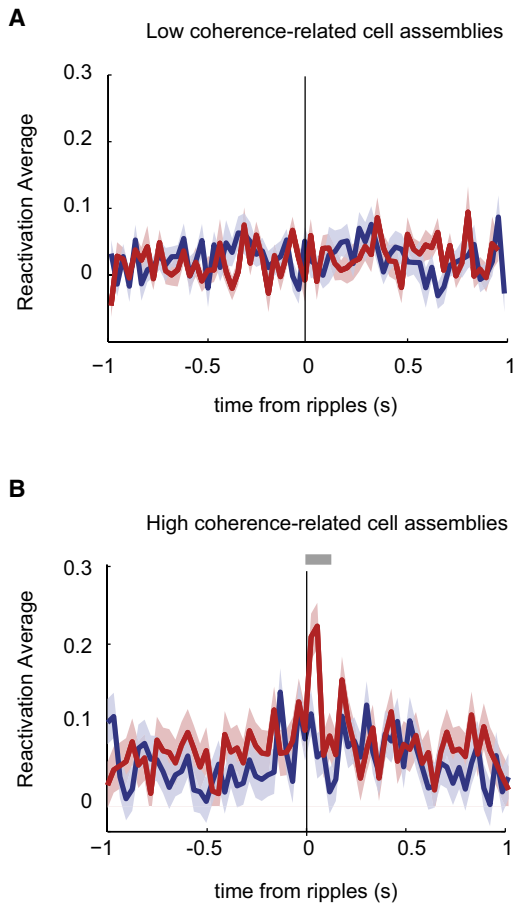 A
Low coherence-related cell assemblies
0.3
0.2
0.1
0
Reactivation Average
−1 -0.5 0 0.5 1
time from ripples (s)
B
High coherence-related cell assemblies
0.3
0.2
0.1
0
Reactivation Average
−1 -0.5 0 0.5 1
time from ripples (s)